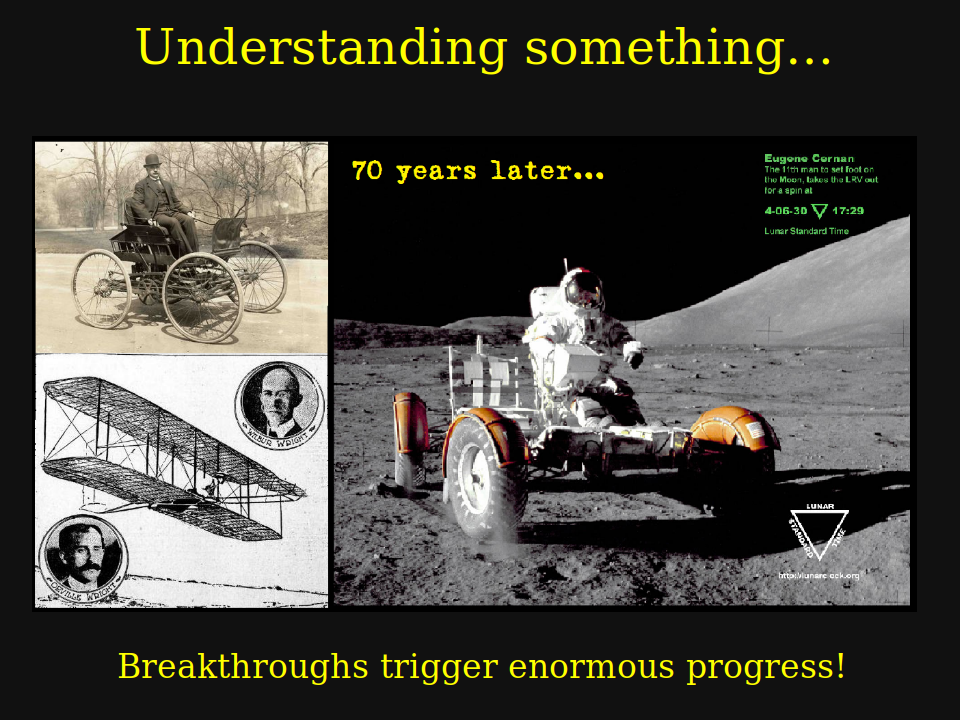 Understanding something...
70 years later...
Eugene Cernan
The 11th man to set foot on
the Moon, takes the LRV out
for a spin at
4-06-30 17:29
Lunar Standard Time
WILBUR WRIGHT
ORVILLE WRIGHT
LUNAR
STANDARD
TIME
http://lunarclock.org
Breakthroughs trigger enormous progress!